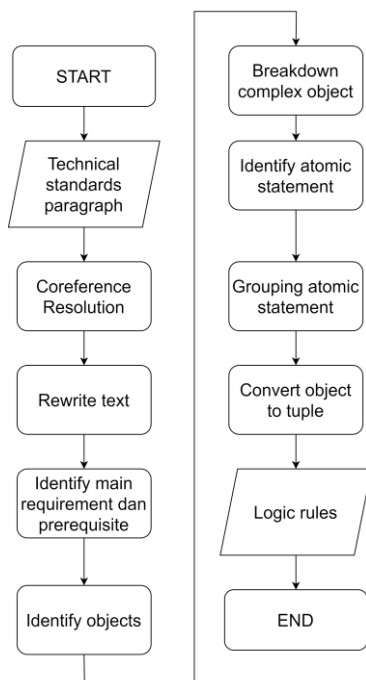 START
Technical
standards
paragraph
Coreference
Resolution
Rewrite text
Identify main
requirement dan
prerequisite
Identify objects
Breakdown
complex object
Identify atomic
statement
Grouping atomic
statement
Convert object
to tuple
Logic rules
END